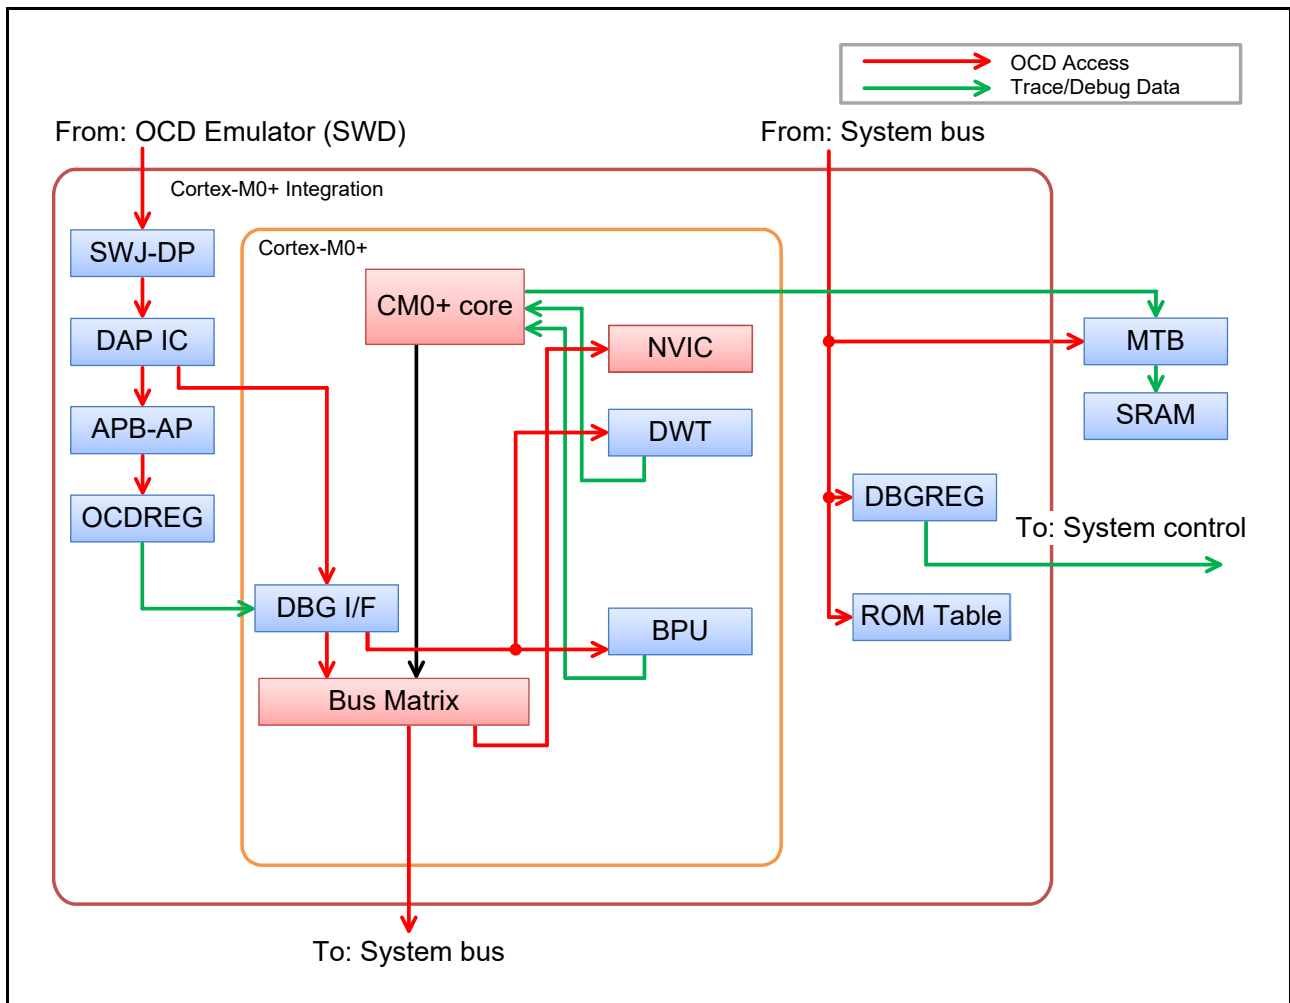 OCD Access
Trace/Debug Data
From: OCD Emulator (SWD)
From: System bus
Cortex-M0+ Integration
SWJ-DP
Cortex-M0+
CM0+ core
DAP IC
NVIC
MTB
APB-AP
DWT
SRAM
OCDREG
DBGREG
To: System control
DBG I/F
BPU
ROM Table
Bus Matrix
To: System bus